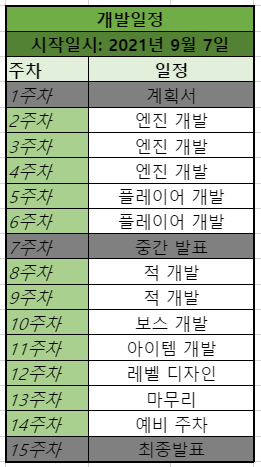 개발일정
시작일시: 2021년 9월 7일
주차 일정
1주차 계획서
2주차 엔진 개발
3주차 엔진 개발
4주차 엔진 개발
5주차 플레이어 개발
6주차 플레이어 개발
7주차 중간 발표
8주차 적 개발
9주차 적 개발
10주차 보스 개발
11주차 아이템 개발
12주차 레벨 디자인
13주차 마무리
14주차 예비 주차
15주차 최종발표